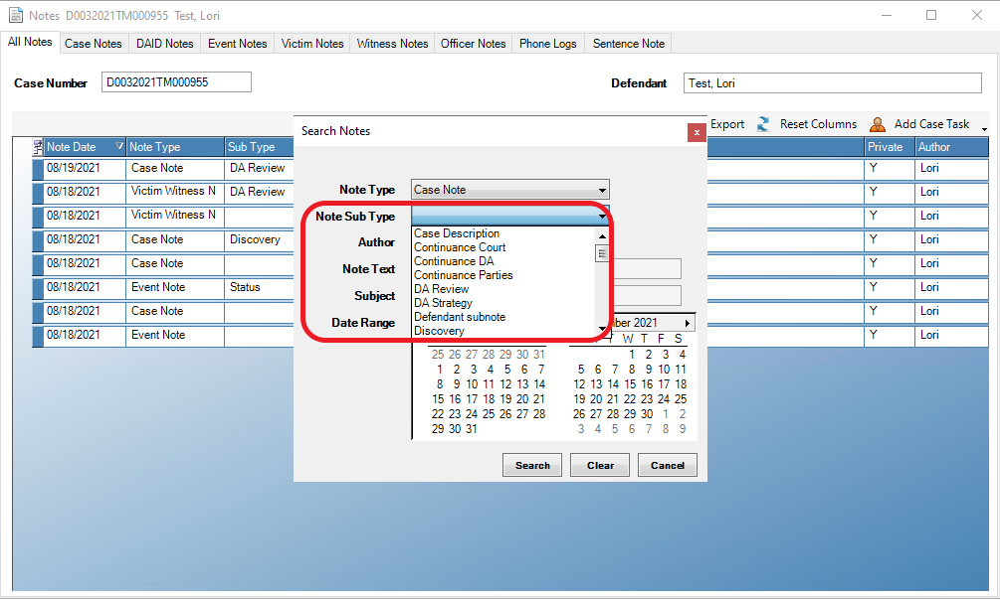 Notes D0032021TM000955 Test, Lori
All Notes Case Notes DAID Notes Event Notes Victim Notes Witness Notes Officer Notes Phone Logs Sentence Note
Case Number D0032021TM000955 Defendant Test, Lori
Export Reset Columns Add Case Task
Note Date Note Type Sub Type Private Author
08/19/2021 Case Note DA Review Y Lori
08/18/2021 Victim Witness N DA Review Y Lori
08/18/2021 Victim Witness N Y Lori
08/18/2021 Case Note Discovery Y Lori
08/18/2021 Case Note Y Lori
08/18/2021 Event Note Status Y Lori
08/18/2021 Case Note Y Lori
08/18/2021 Event Note Y Lori
Search Notes x
Note Type Case Note
Note Sub Type
Author
Note Text
Subject
Date Range
Case Description
Continuance Court
Continuance DA
Continuance Parties
DA Review
DA Strategy
Defendant subnote
Discovery
mber 2021
T W T F S
25 26 27 28 29 30 31
1 2 3 4 5 6 7
8 9 10 11 12 13 14
15 16 17 18 19 20 21
22 23 24 25 26 27 28
29 30 31
1 2 3 4
5 6 7 8 9 10 11
12 13 14 15 16 17 18
19 20 21 22 23 24 25
26 27 28 29 30 1 2
3 4 5 6 7 8 9
Search Clear Cancel